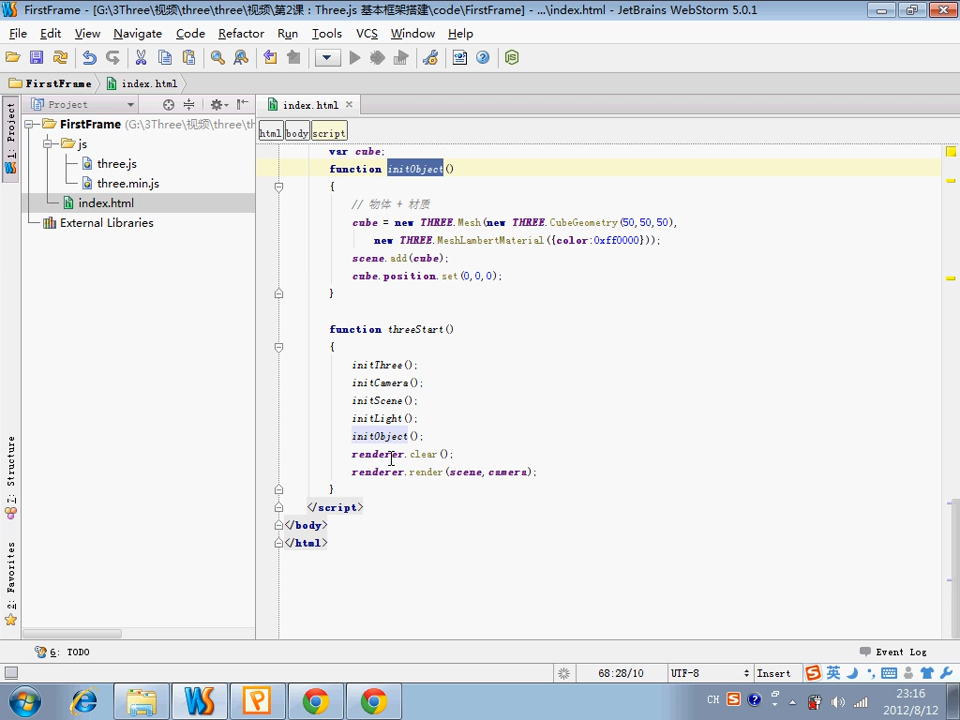 FirstFrame - [G:\3Three\视频\three\three\视频\第2课：Three.js 基本框架搭建\code\FirstFrame] - ...\index.html - JetBrains WebStorm 5.0.1
File Edit View Navigate Code Refactor Run Tools VCS Window Help
FirstFrame index.html
Project index.html
html body script
1: Project
FirstFrame (G:\3Three\视频\three\th
js
three.js
three.min.js
index.html
External Libraries
7: Structure
2: Favorites
var cube;
function initObject()
{
// 物体 + 材质
cube = new THREE.Mesh(new THREE.CubeGeometry(50,50,50),
new THREE.MeshLambertMaterial({color:0xff0000}));
scene.add(cube);
cube.position.set(0,0,0);
}
function threeStart()
{
initThree();
initCamera();
initScene();
initLight();
initObject();
renderer.clear();
renderer.render(scene,camera);
}
</script>
</body>
</html>
6: TODO Event Log
68:28/10 UTF-8 Insert 英
CH 23:16
2012/8/12